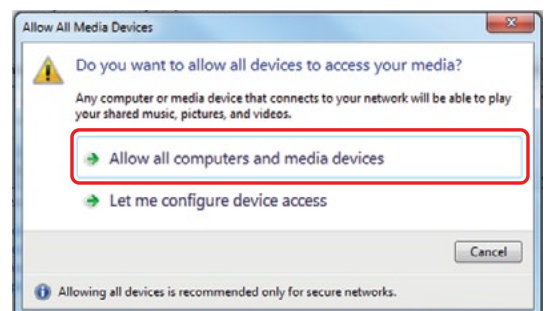 Allow All Media Devices
Do you want to allow all devices to access your media?
Any computer or media device that connects to your network will be able to play
your shared music, pictures, and videos.
Allow all computers and media devices
Let me configure device access
Cancel
Allowing all devices is recommended only for secure networks.